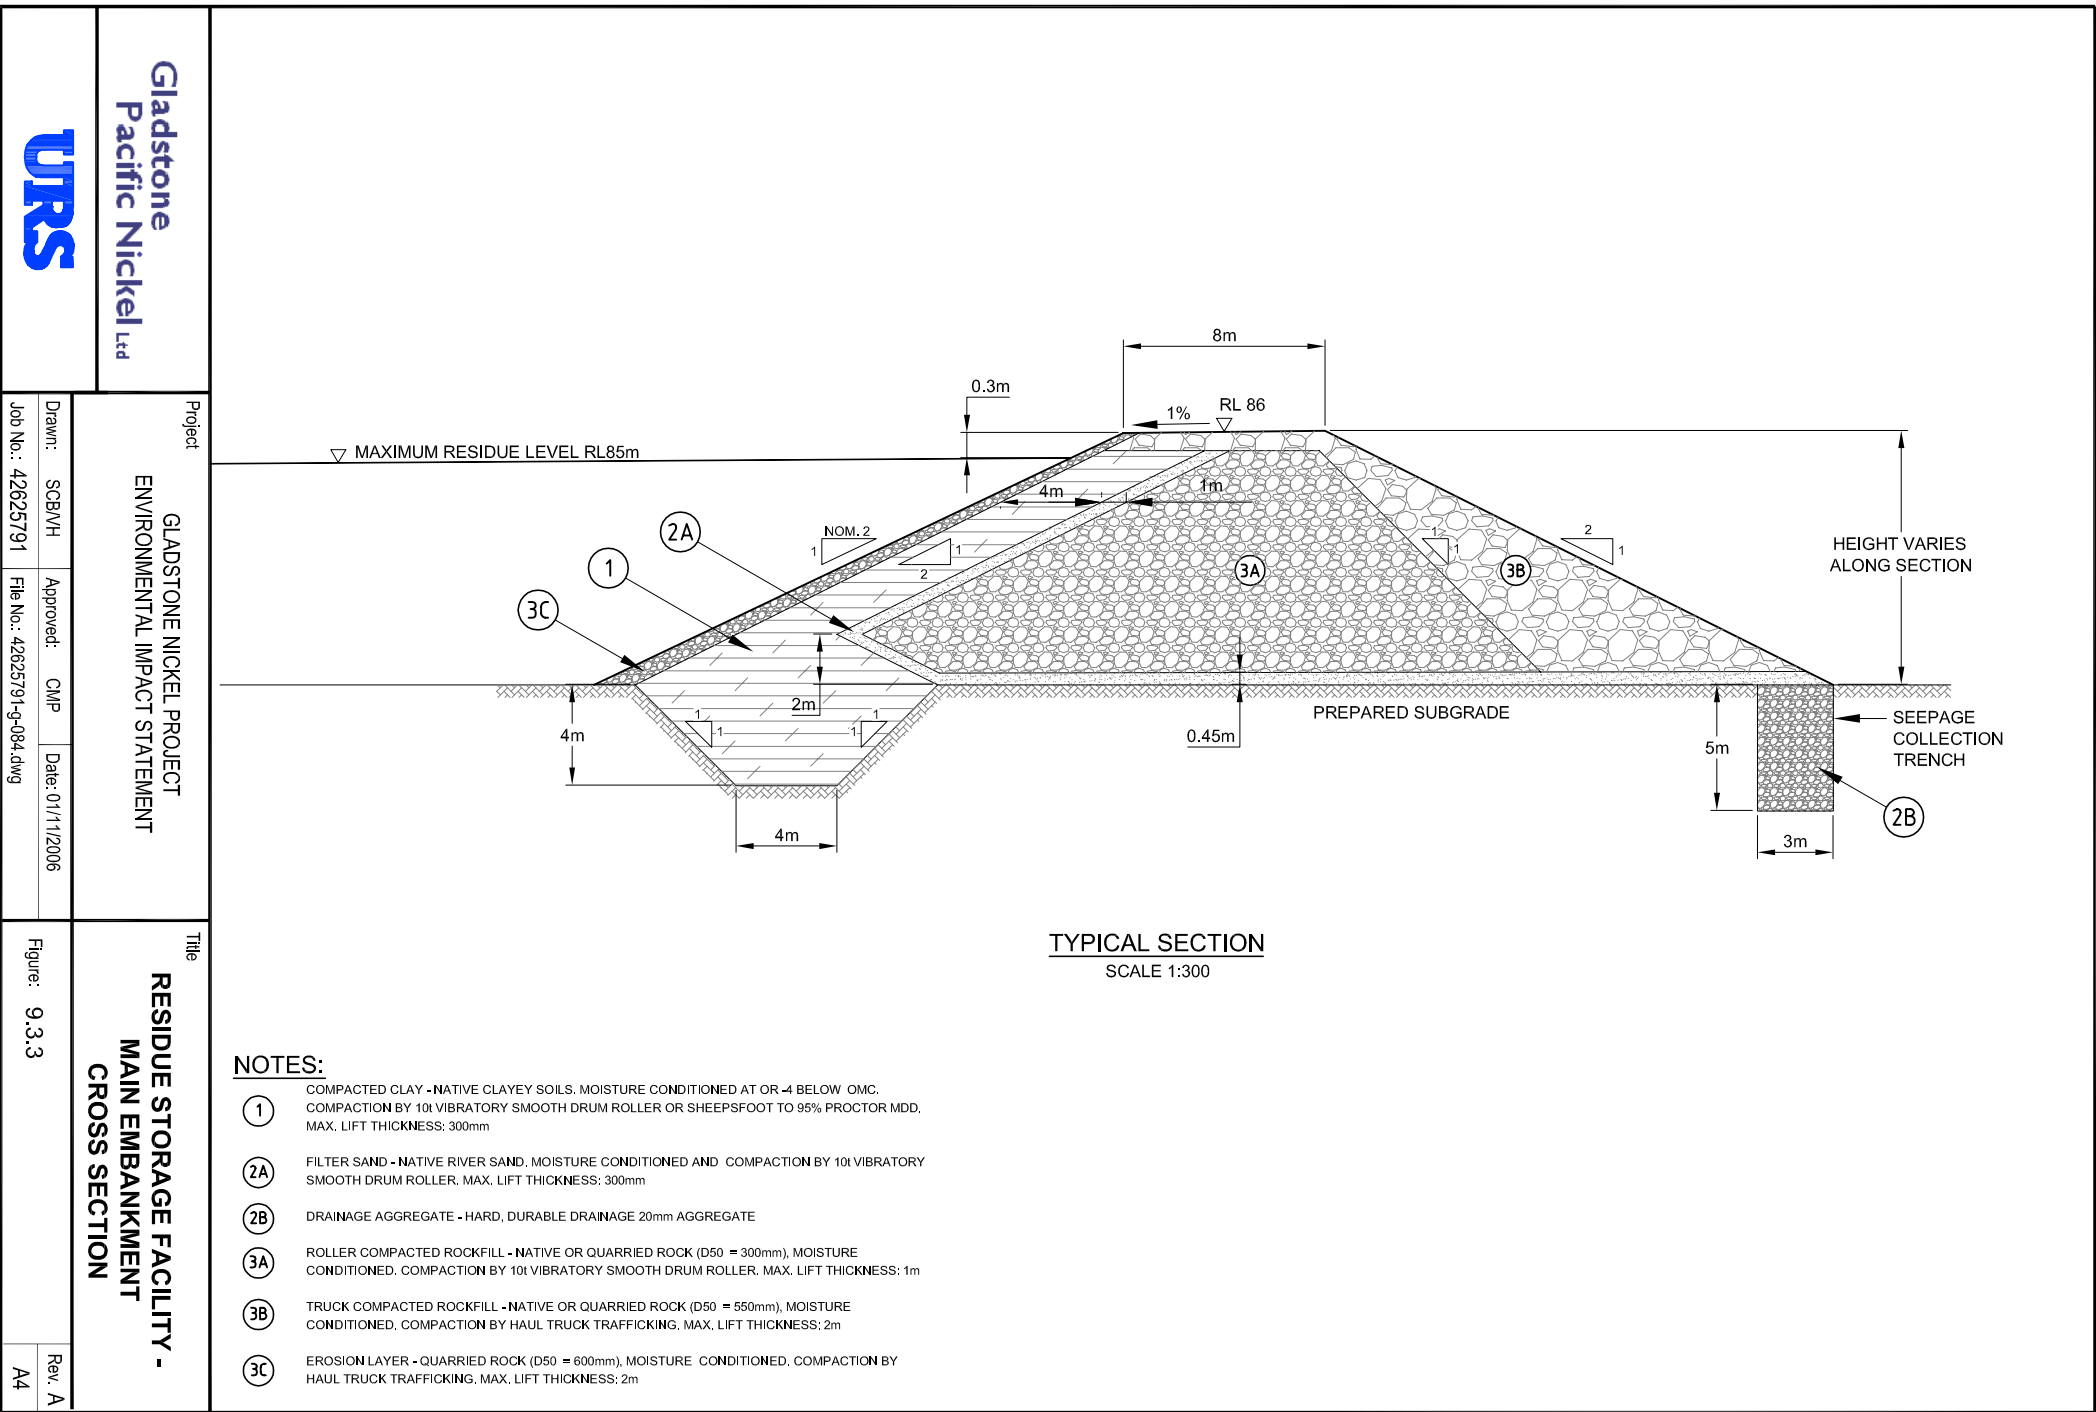 Gladstone
Pacific Nickel Ltd
URS
Project
GLADSTONE NICKEL PROJECT
ENVIRONMENTAL IMPACT STATEMENT
Drawn: SCB/VH
Approved: CMP
Date: 01/11/2006
Job No.: 42625791
File No.: 42625791-g-084.dwg
Title
RESIDUE STORAGE FACILITY -
MAIN EMBANKMENT
CROSS SECTION
Figure: 9.3.3
Rev. A
A4
8m
0.3m
1%
RL 86
MAXIMUM RESIDUE LEVEL RL85m
4m
1m
2A
NOM. 2
1
1
2
1
3C
3A
1
1
3B
2
1
HEIGHT VARIES
ALONG SECTION
2m
1
1
1
1
4m
0.45m
PREPARED SUBGRADE
5m
SEEPAGE
COLLECTION
TRENCH
2B
4m
3m
TYPICAL SECTION
SCALE 1:300
NOTES:
1
COMPACTED CLAY - NATIVE CLAYEY SOILS. MOISTURE CONDITIONED AT OR -4 BELOW OMC.
COMPACTION BY 10t VIBRATORY SMOOTH DRUM ROLLER OR SHEEPSFOOT TO 95% PROCTOR MDD.
MAX. LIFT THICKNESS: 300mm
2A
FILTER SAND - NATIVE RIVER SAND. MOISTURE CONDITIONED AND COMPACTION BY 10t VIBRATORY
SMOOTH DRUM ROLLER. MAX. LIFT THICKNESS: 300mm
2B
DRAINAGE AGGREGATE - HARD, DURABLE DRAINAGE 20mm AGGREGATE
3A
ROLLER COMPACTED ROCKFILL - NATIVE OR QUARRIED ROCK (D50 = 300mm), MOISTURE
CONDITIONED. COMPACTION BY 10t VIBRATORY SMOOTH DRUM ROLLER. MAX. LIFT THICKNESS: 1m
3B
TRUCK COMPACTED ROCKFILL - NATIVE OR QUARRIED ROCK (D50 = 550mm), MOISTURE
CONDITIONED. COMPACTION BY HAUL TRUCK TRAFFICKING. MAX. LIFT THICKNESS: 2m
3C
EROSION LAYER - QUARRIED ROCK (D50 = 600mm), MOISTURE CONDITIONED. COMPACTION BY
HAUL TRUCK TRAFFICKING. MAX. LIFT THICKNESS: 2m